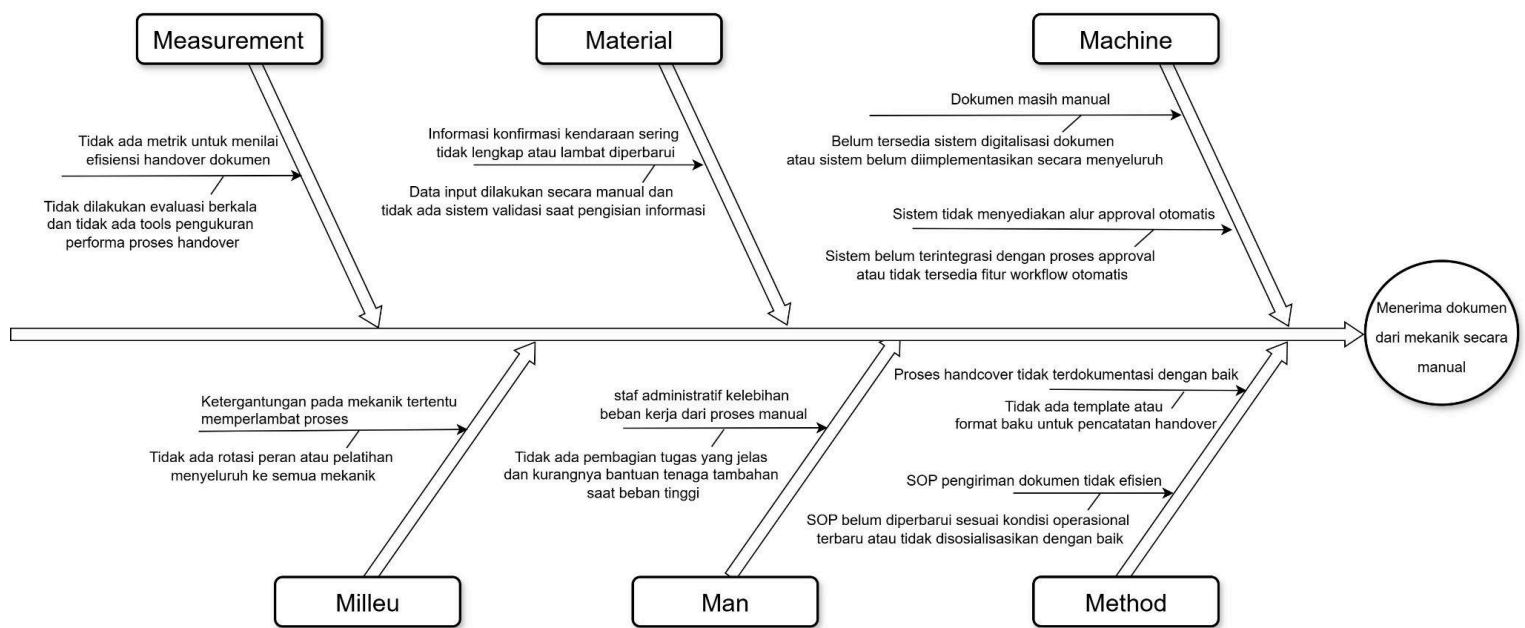 Measurement
Material
Machine
Tidak ada metrik untuk menilai
efisiensi handover dokumen
Tidak dilakukan evaluasi berkala
dan tidak ada tools pengukuran
performa proses handover
Informasi konfirmasi kendaraan sering
tidak lengkap atau lambat diperbarui
Data input dilakukan secara manual dan
tidak ada sistem validasi saat pengisian informasi
Dokumen masih manual
Belum tersedia sistem digitalisasi dokumen
atau sistem belum diimplementasikan secara menyeluruh
Sistem tidak menyediakan alur approval otomatis
Sistem belum terintegrasi dengan proses approval
atau tidak tersedia fitur workflow otomatis
Menerima dokumen
dari mekanik secara
manual
Ketergantungan pada mekanik tertentu
memperlambat proses
Tidak ada rotasi peran atau pelatihan
menyeluruh ke semua mekanik
staf administratif kelebihan
beban kerja dari proses manual
Tidak ada pembagian tugas yang jelas
dan kurangnya bantuan tenaga tambahan
saat beban tinggi
Proses handcover tidak terdokumentasi dengan baik
Tidak ada template atau
format baku untuk pencatatan handover
SOP pengiriman dokumen tidak efisien
SOP belum diperbarui sesuai kondisi operasional
terbaru atau tidak disosialisasikan dengan baik
Milleu
Man
Method